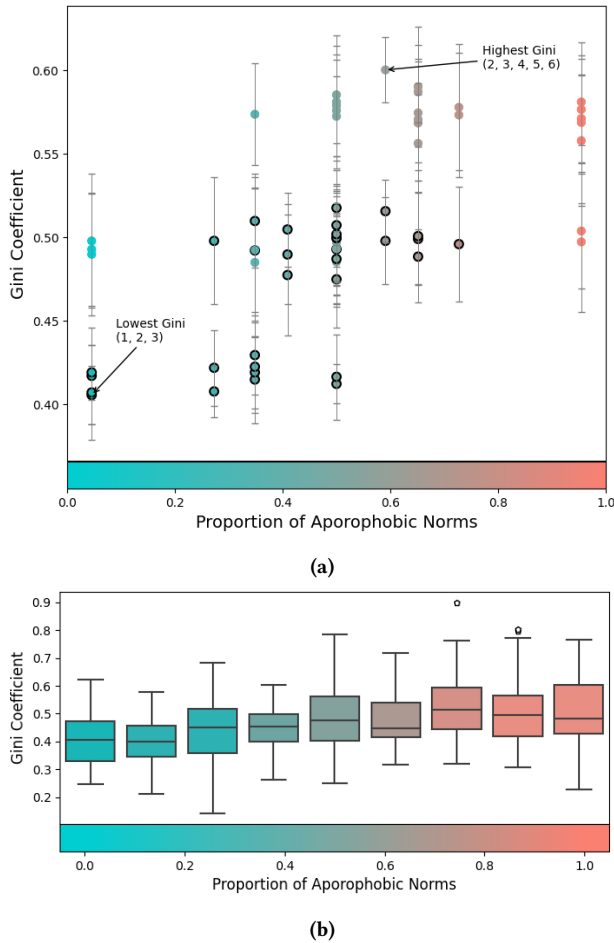 0.60
0.55
0.50
0.45
0.40
Gini Coefficient
Highest Gini
(2, 3, 4, 5, 6)
Lowest Gini
(1, 2, 3)
0.0 0.2 0.4 0.6 0.8 1.0
Proportion of Aporophobic Norms
(a)
0.9
0.8
0.7
0.6
0.5
0.4
0.3
0.2
Gini Coefficient
0.0 0.2 0.4 0.6 0.8 1.0
Proportion of Aporophobic Norms
(b)